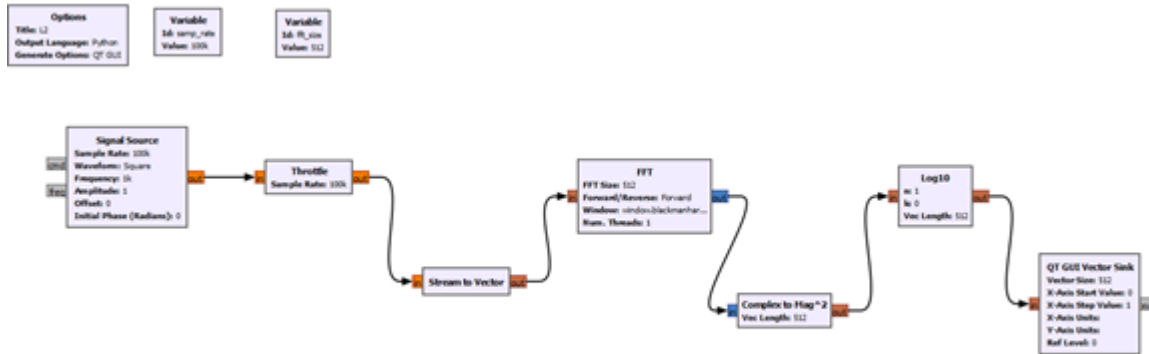 Options
Title: L2
Output Language: Python
Generate Options: QT GUI
Variable
Id: samp_rate
Value: 100k
Variable
Id: fft_size
Value: 512
Signal Source
Sample Rate: 100k
Waveform: Square
Frequency: 1k
Amplitude: 1
Offset: 0
Initial Phase (Radians): 0
cmd
freq
out
in
Throttle
Sample Rate: 100k
out
in
Stream to Vector
out
in
FFT
FFT Size: 512
Forward/Reverse: Forward
Window: window.blackmanhar...
Num. Threads: 1
out
in
Complex to Mag^2
Vec Length: 512
out
in
Log10
n: 1
k: 0
Vec Length: 512
out
in
QT GUI Vector Sink
Vector Size: 512
X-Axis Start Value: 0
X-Axis Step Value: 1
X-Axis Units:
Y-Axis Units:
Ref Level: 0